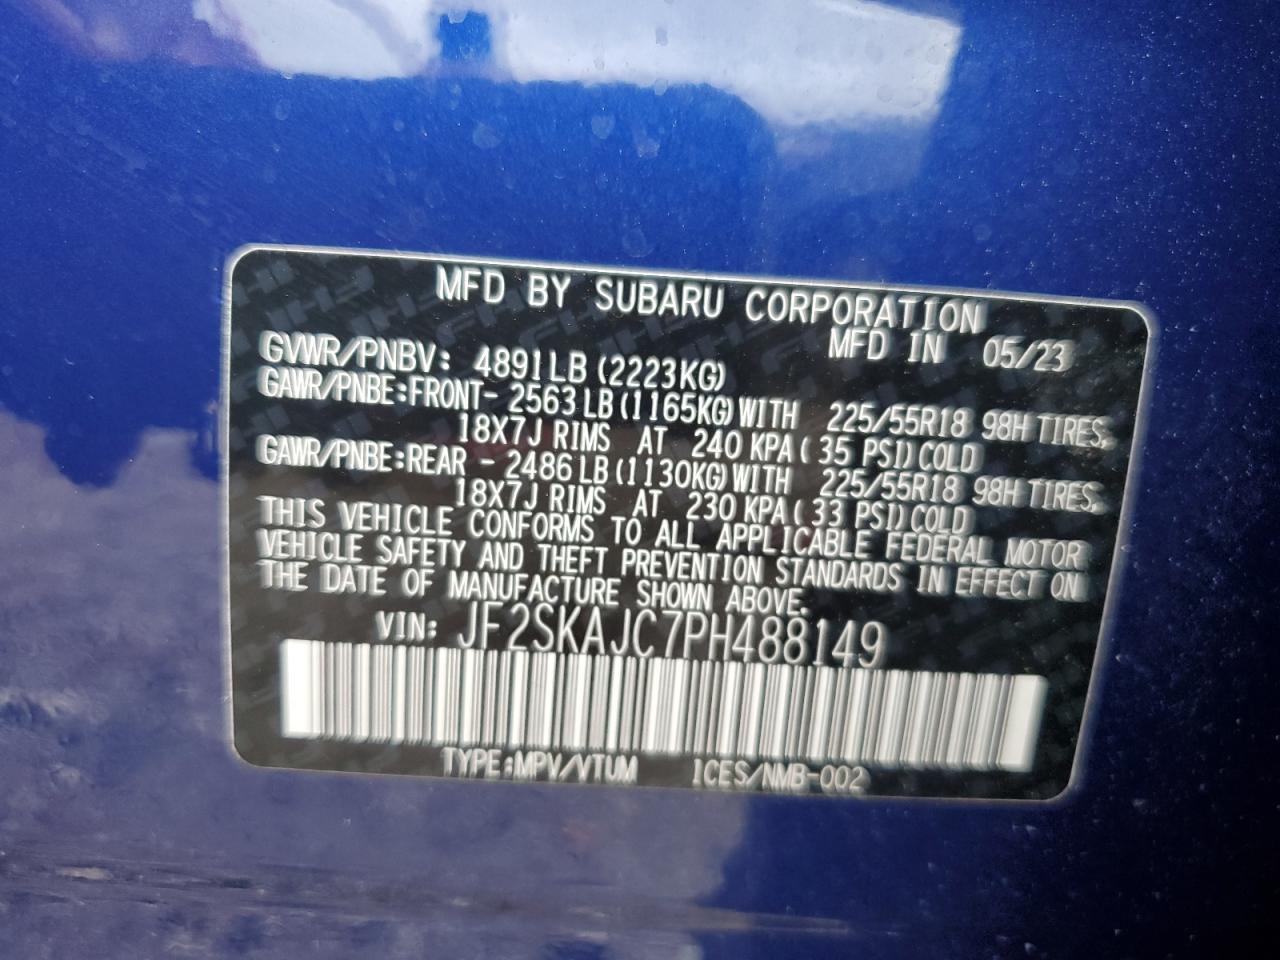 MFD BY SUBARU CORPORATION
MFD IN 05/23
GVWR/PNBV: 4891LB (2223KG)
GAWR/PNBE:FRONT- 2563LB(1165KG)WITH 225/55R18 98H TIRES,
18X7J RIMS AT 240 KPA( 35 PSI)COLD
GAWR/PNBE:REAR - 2486LB(1130KG)WITH 225/55R18 98H TIRES,
18X7J RIMS AT 230 KPA( 33 PSI)COLD
THIS VEHICLE CONFORMS TO ALL APPLICABLE FEDERAL MOTOR
VEHICLE SAFETY AND THEFT PREVENTION STANDARDS IN EFFECT ON
THE DATE OF MANUFACTURE SHOWN ABOVE.
VIN: JF2SKAJC7PH488149
TYPE:MPV/VTUM ICES/NMB-002